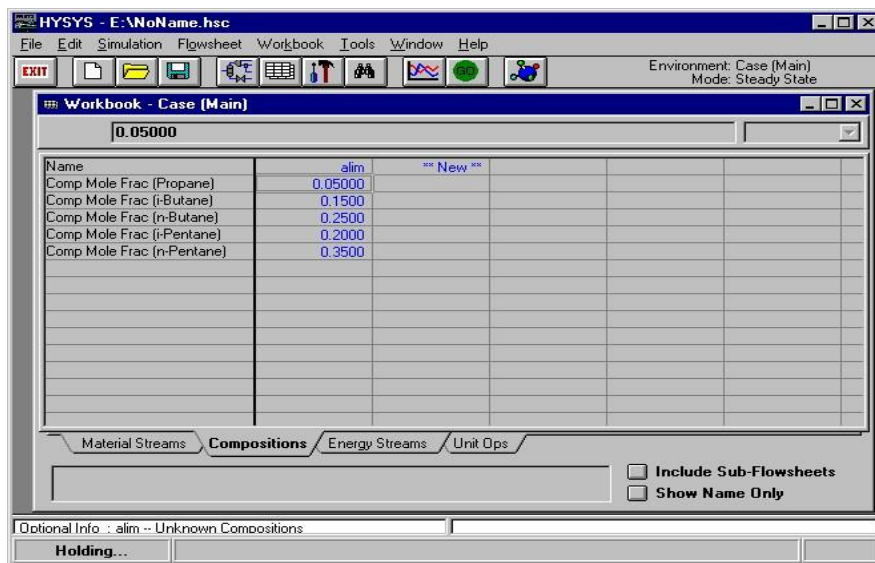 HYSYS - E:\NoName.hsc
File Edit Simulation Flowsheet Workbook Tools Window Help
EXIT GO Environment: Case (Main)
Mode: Steady State
Workbook - Case (Main)
0.05000
Name alim ** New **
Comp Mole Frac (Propane) 0.05000
Comp Mole Frac (i-Butane) 0.1500
Comp Mole Frac (n-Butane) 0.2500
Comp Mole Frac (i-Pentane) 0.2000
Comp Mole Frac (n-Pentane) 0.3500
Material Streams Compositions Energy Streams Unit Ops
Include Sub-Flowsheets
Show Name Only
Optional Info : alim -- Unknown Compositions
Holding...